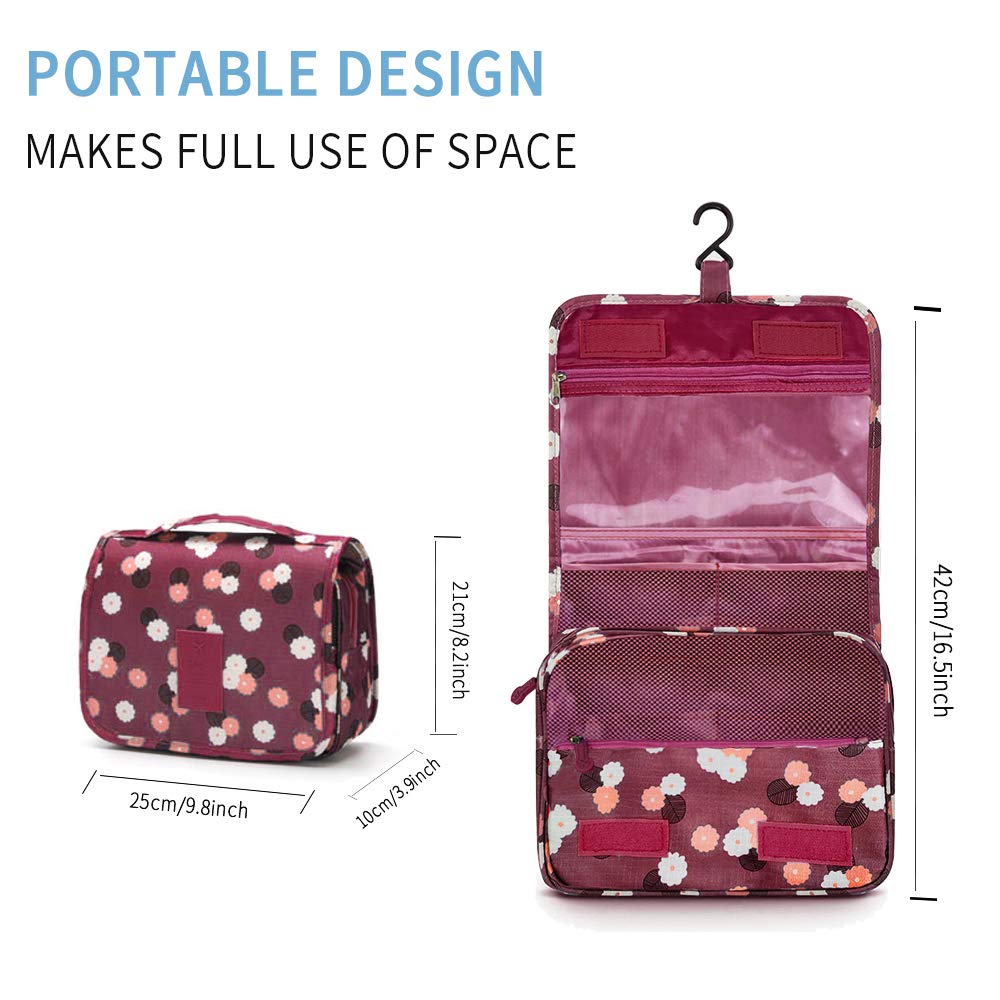 PORTABLE DESIGN
MAKES FULL USE OF SPACE
21cm/8.2inch
25cm/9.8inch
10cm/3.9inch
42cm/16.5inch